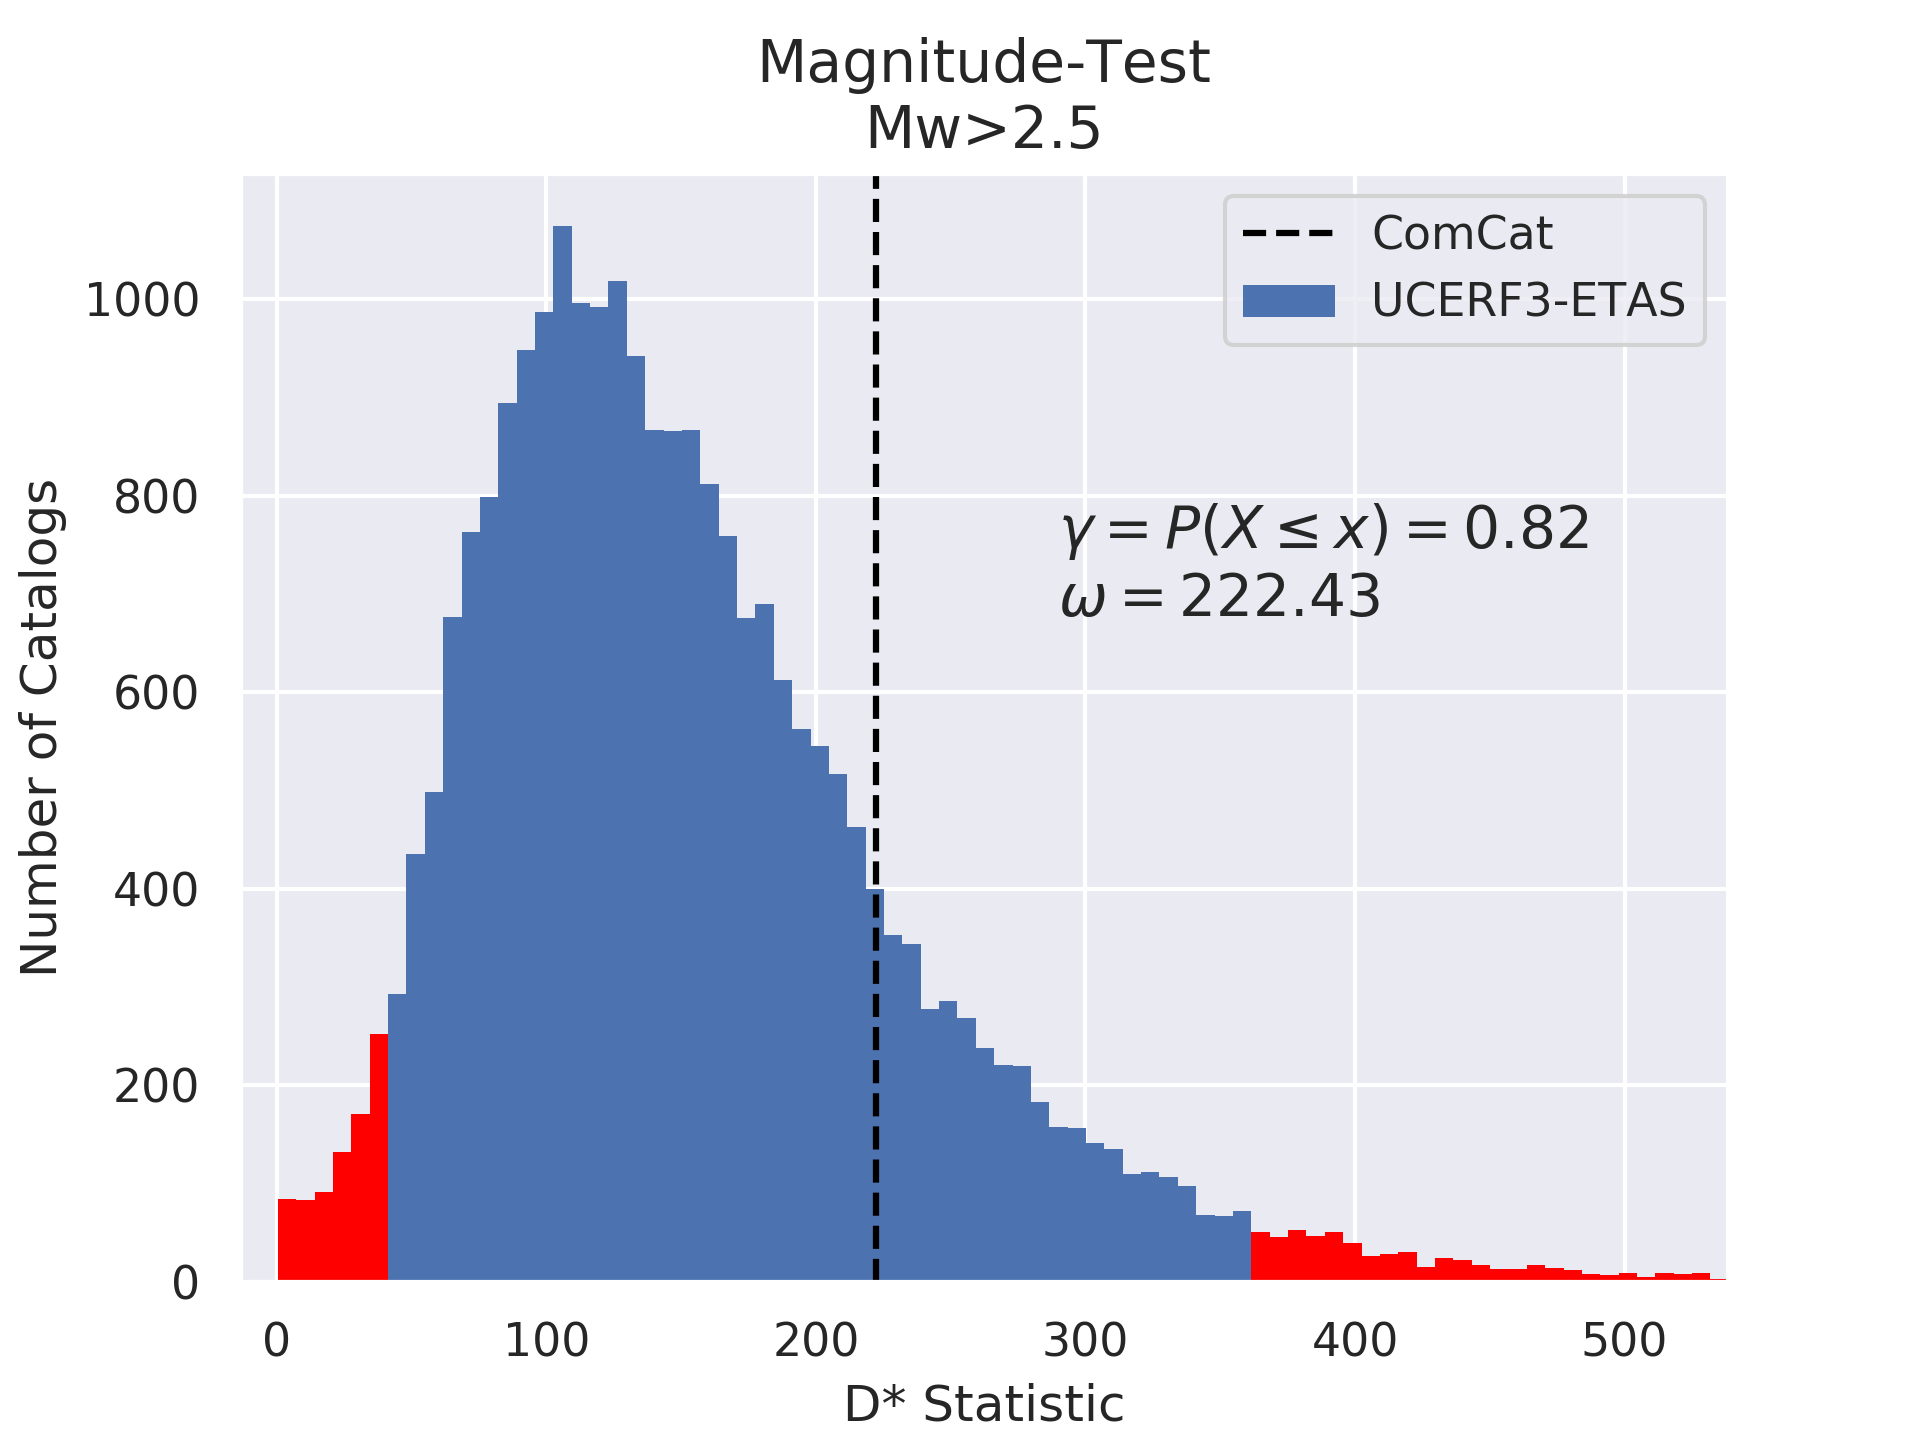 Magnitude-Test
Mw>2.5
ComCat
UCERF3-ETAS
γ = P(X ≤ x) = 0.82
ω = 222.43
Number of Catalogs
1000
800
600
400
200
0
0 100 200 300 400 500
D* Statistic